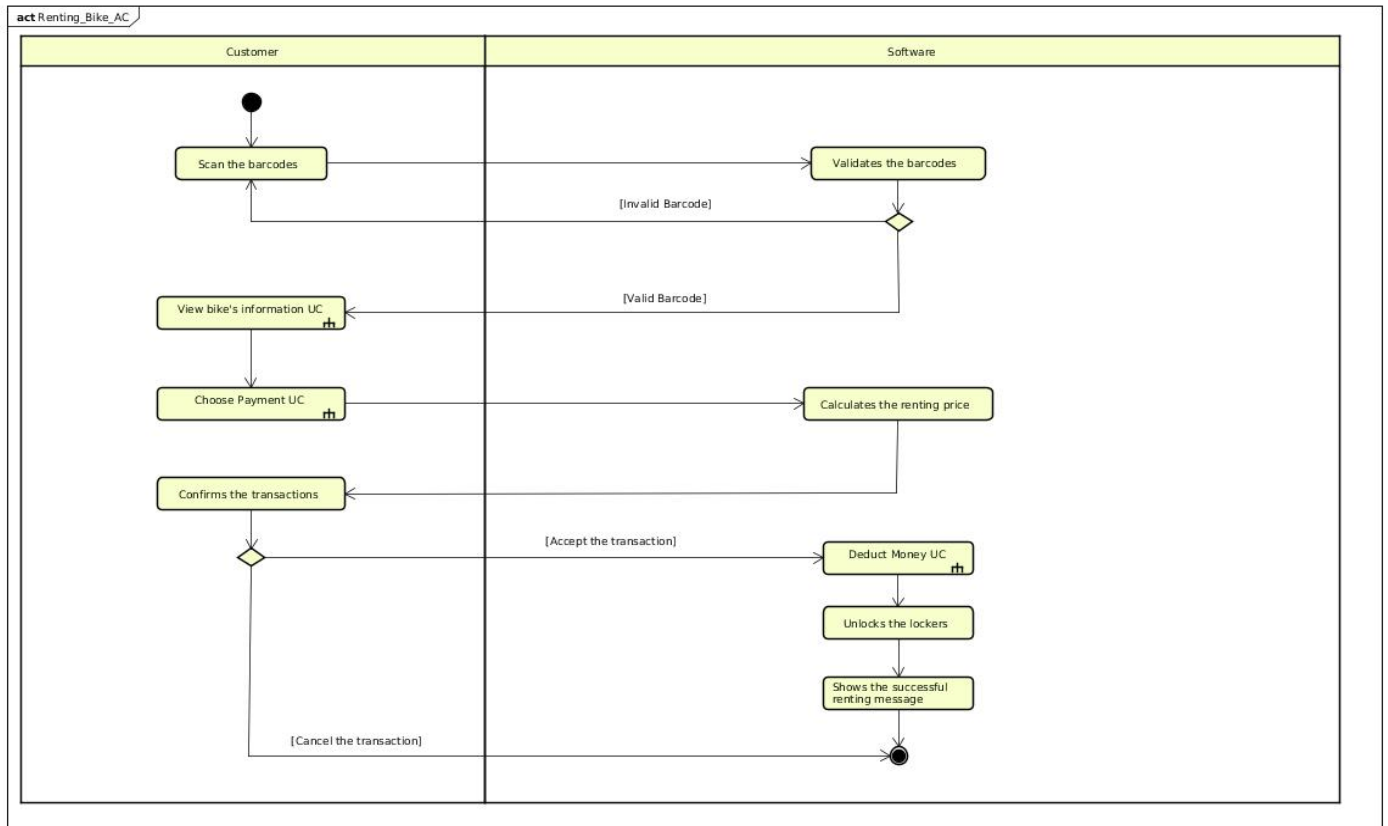 act Renting_Bike_AC
Customer
Software
Scan the barcodes
Validates the barcodes
[Invalid Barcode]
[Valid Barcode]
View bike's information UC
Choose Payment UC
Calculates the renting price
Confirms the transactions
[Accept the transaction]
Deduct Money UC
Unlocks the lockers
Shows the successful
renting message
[Cancel the transaction]